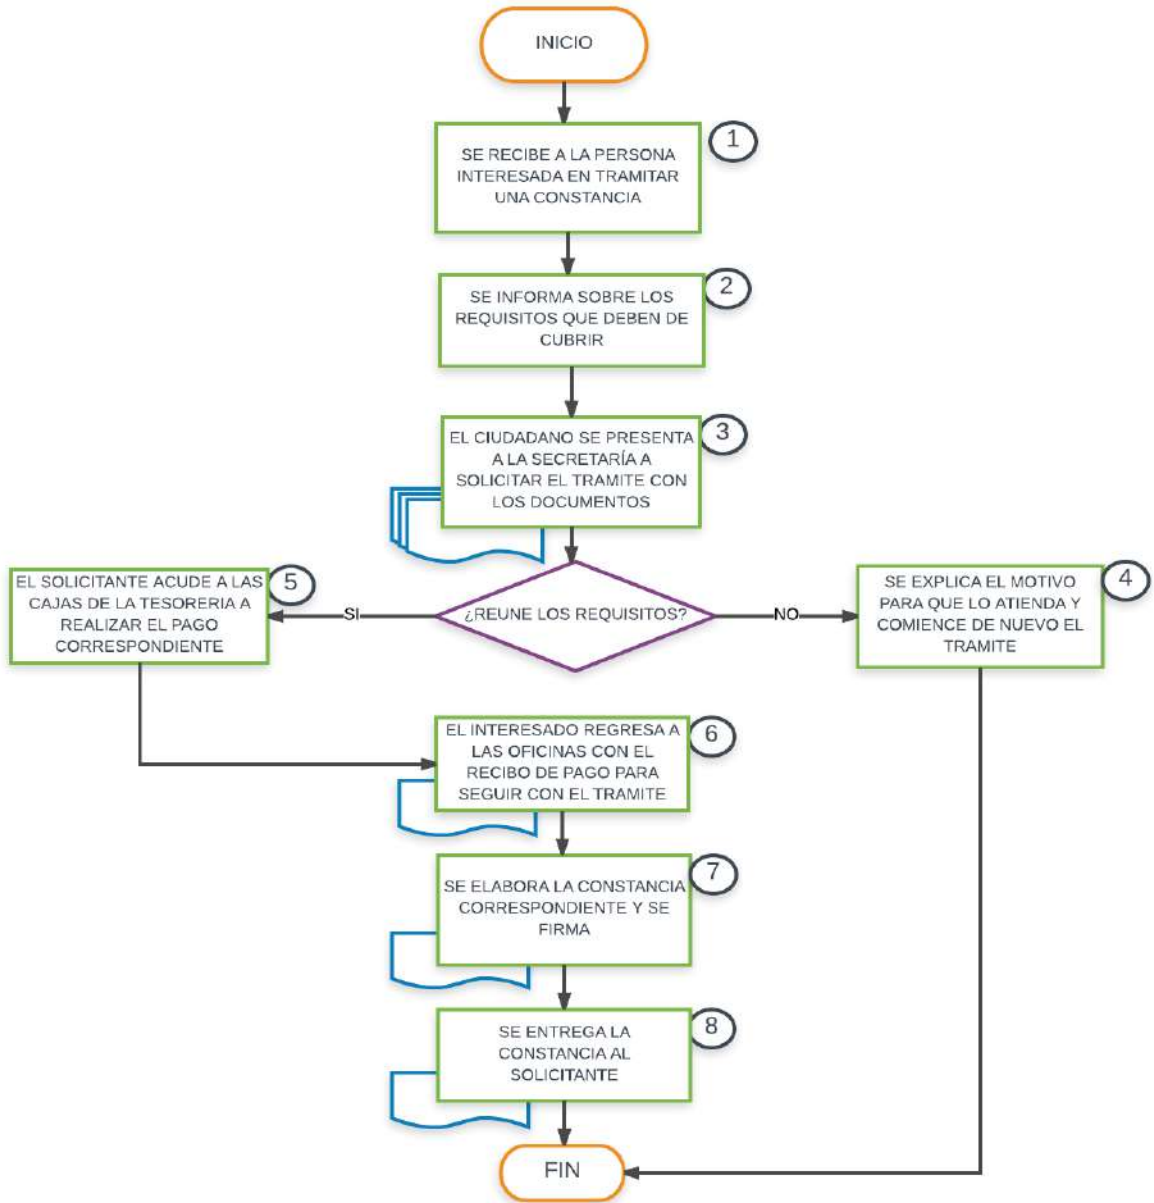 INICIO
1
SE RECIBE A LA PERSONA
INTERESADA EN TRAMITAR
UNA CONSTANCIA
2
SE INFORMA SOBRE LOS
REQUISITOS QUE DEBEN DE
CUBRIR
3
EL CIUDADANO SE PRESENTA
A LA SECRETARÍA A
SOLICITAR EL TRAMITE CON
LOS DOCUMENTOS
¿REUNE LOS REQUISITOS?
NO
4
SE EXPLICA EL MOTIVO
PARA QUE LO ATIENDA Y
COMIENCE DE NUEVO EL
TRAMITE
SI
5
EL SOLICITANTE ACUDE A LAS
CAJAS DE LA TESORERIA A
REALIZAR EL PAGO
CORRESPONDIENTE
6
EL INTERESADO REGRESA A
LAS OFICINAS CON EL
RECIBO DE PAGO PARA
SEGUIR CON EL TRAMITE
7
SE ELABORA LA CONSTANCIA
CORRESPONDIENTE Y SE
FIRMA
8
SE ENTREGA LA
CONSTANCIA AL
SOLICITANTE
FIN